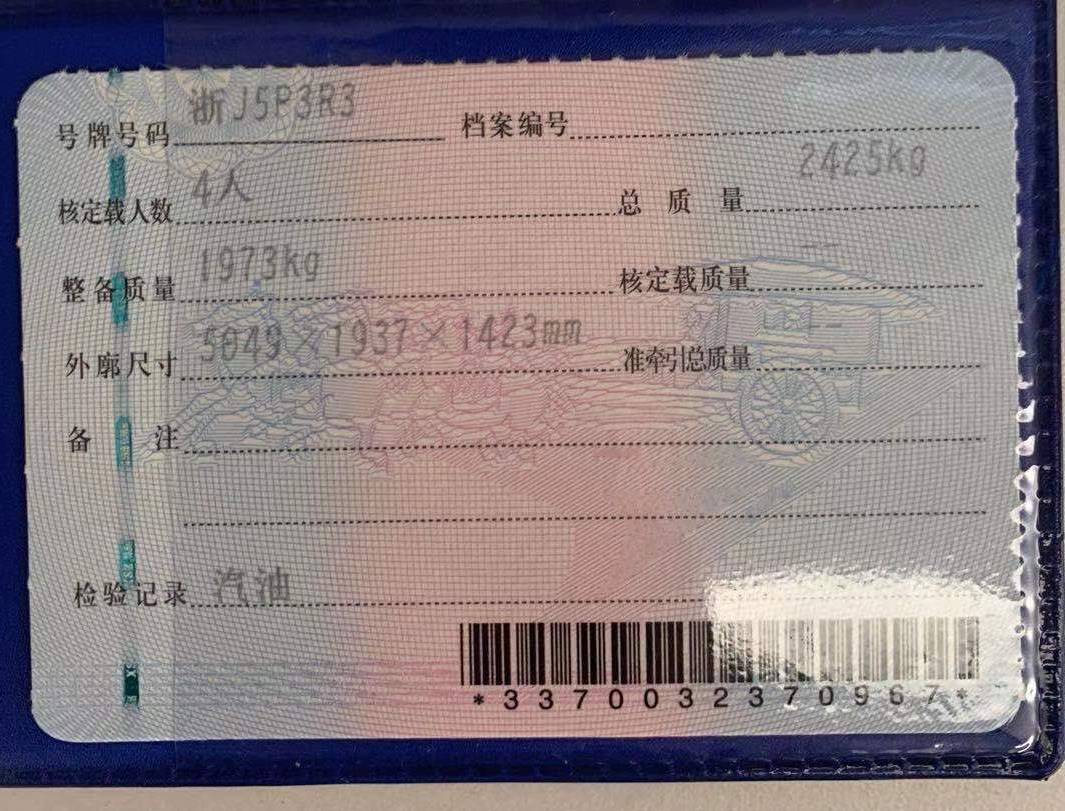 号牌号码 浙J5P3R3 档案编号
核定载人数 4人 总质量 2425kg
整备质量 1973kg 核定载质量 --
外廓尺寸 5049×1937×1423mm 准牵引总质量 --
备注
检验记录 汽油
*3370032370967*